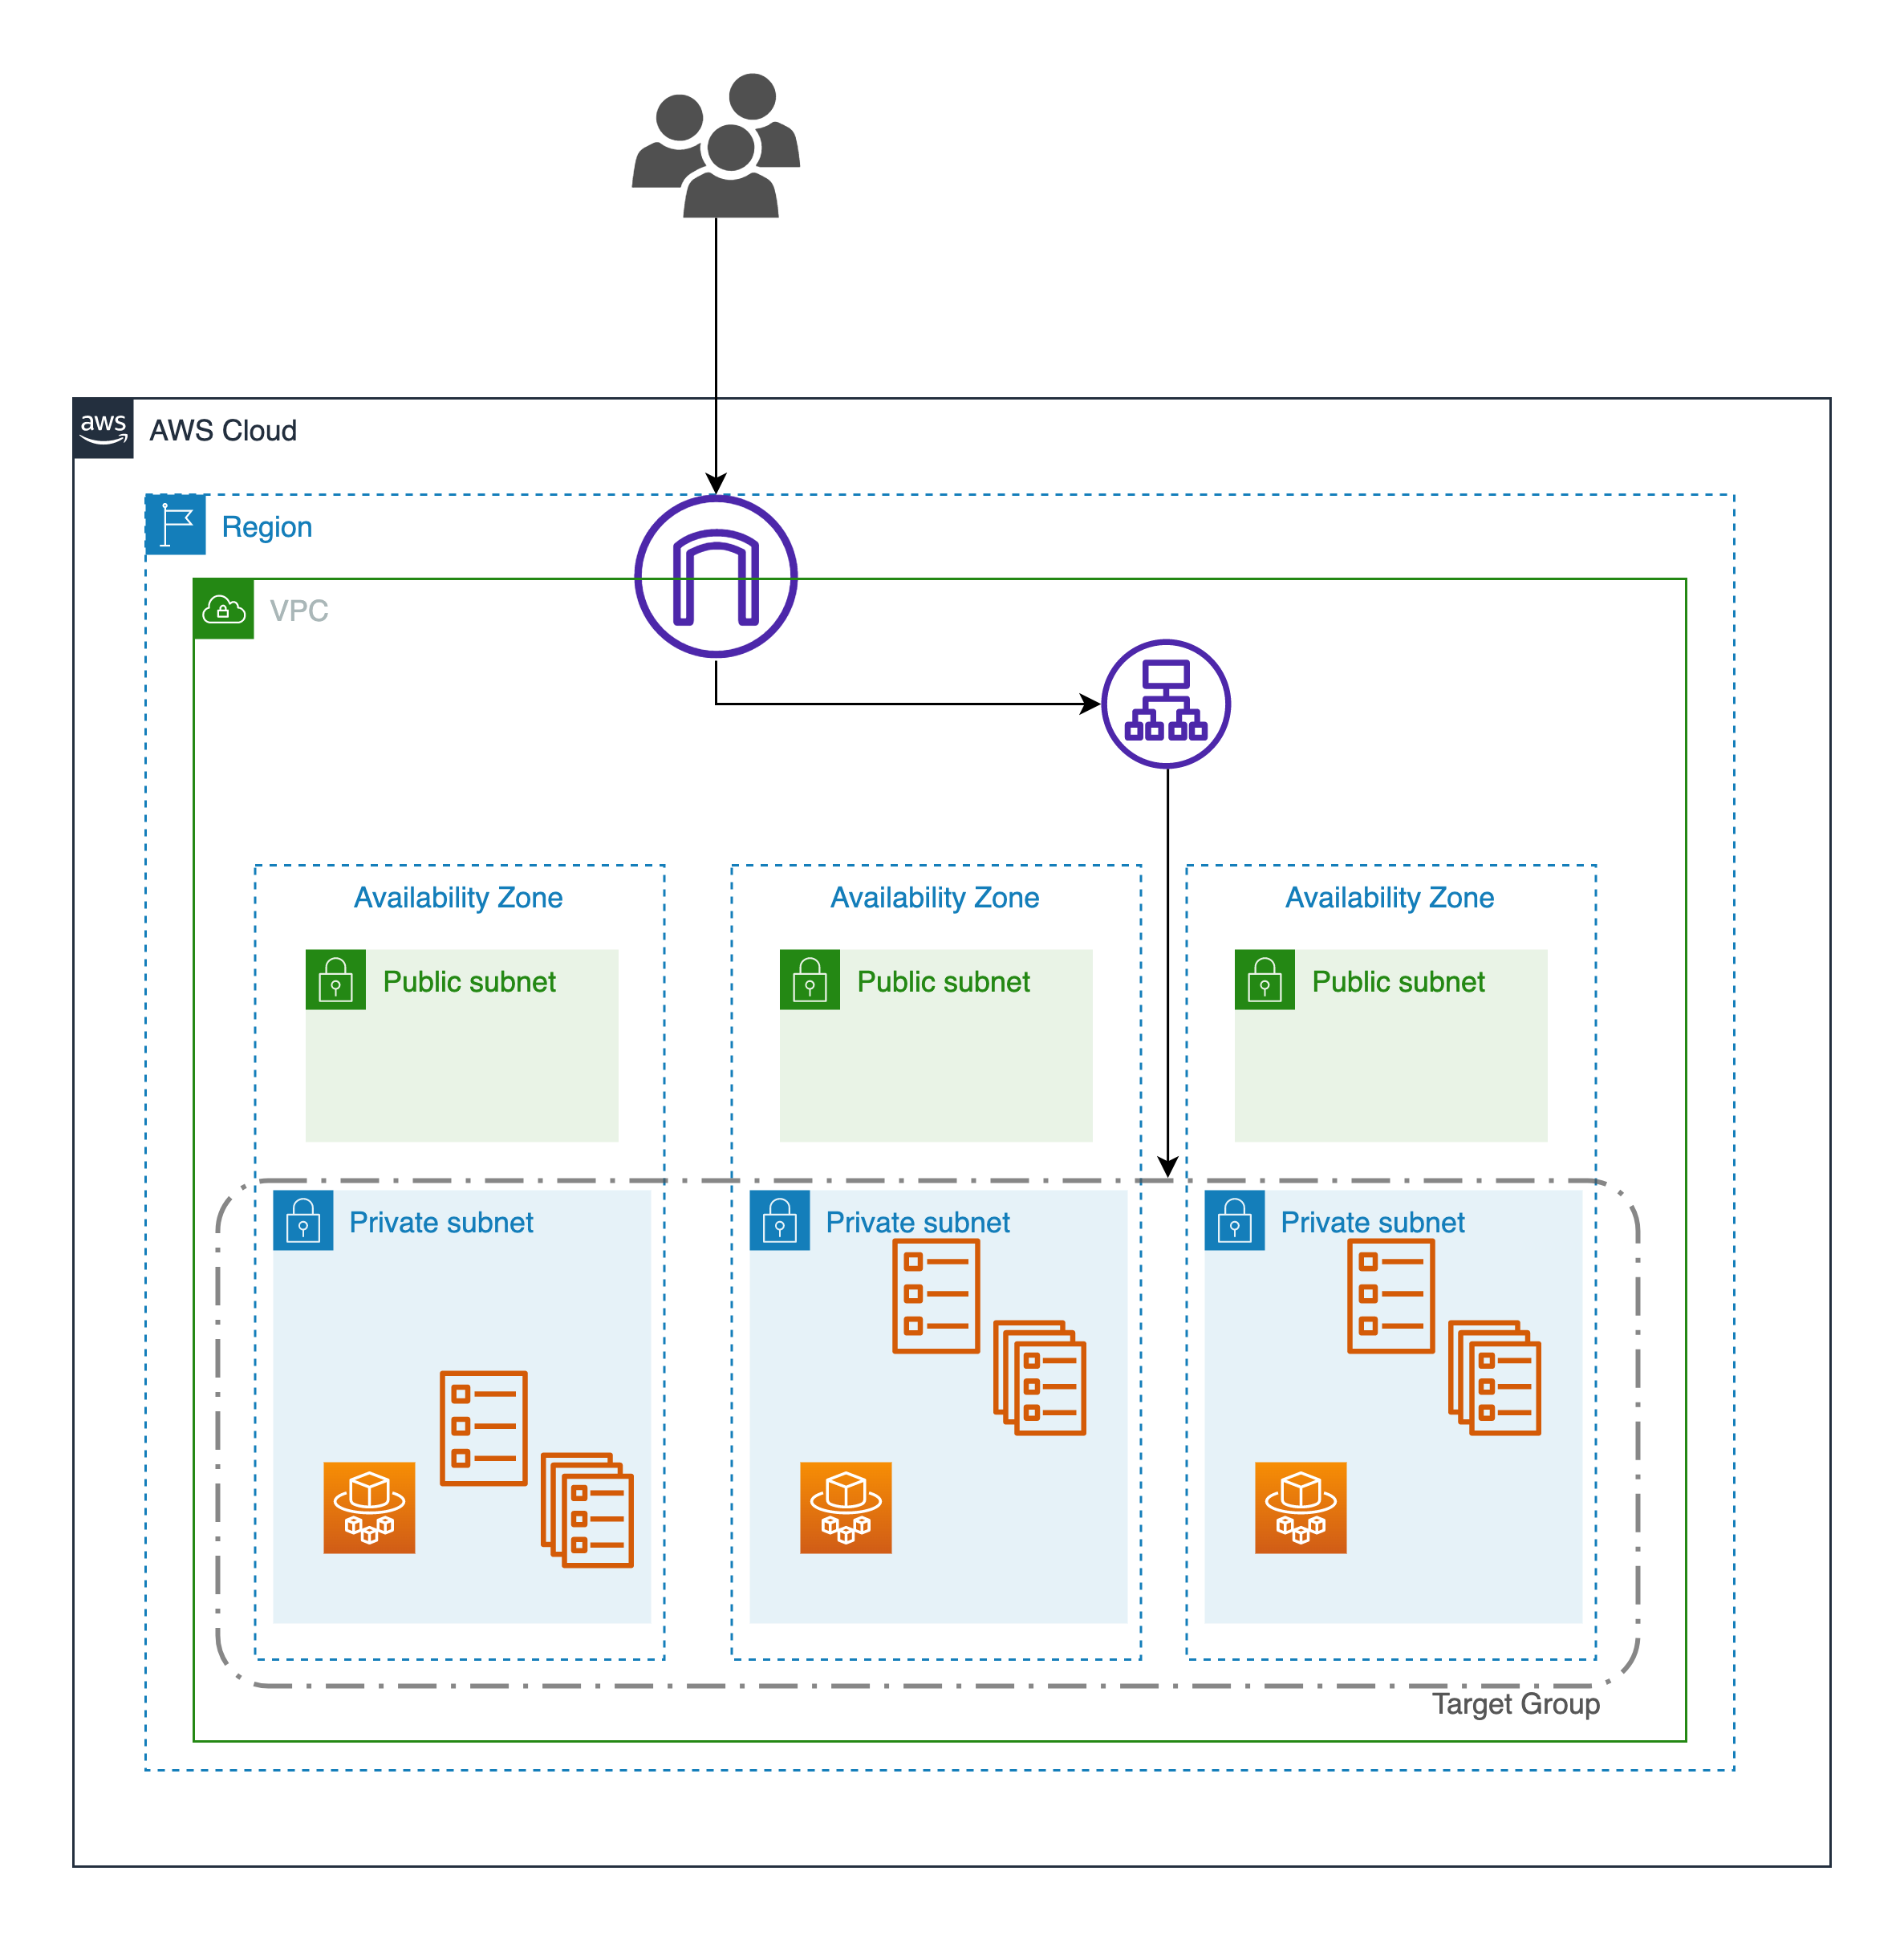 aws
AWS Cloud
Region
VPC
Availability Zone
Availability Zone
Availability Zone
Public subnet
Public subnet
Public subnet
Private subnet
Private subnet
Private subnet
Target Group